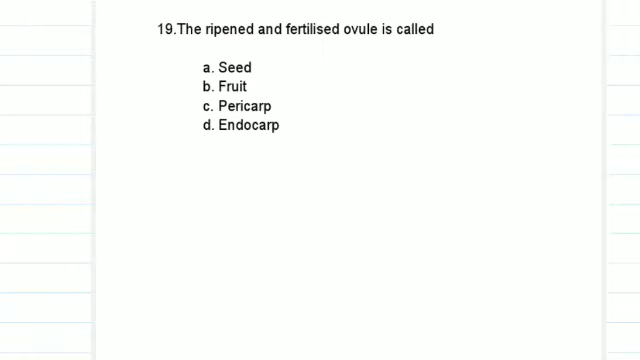 19.The ripened and fertilised ovule is called
a. Seed
b. Fruit
c. Pericarp
d. Endocarp